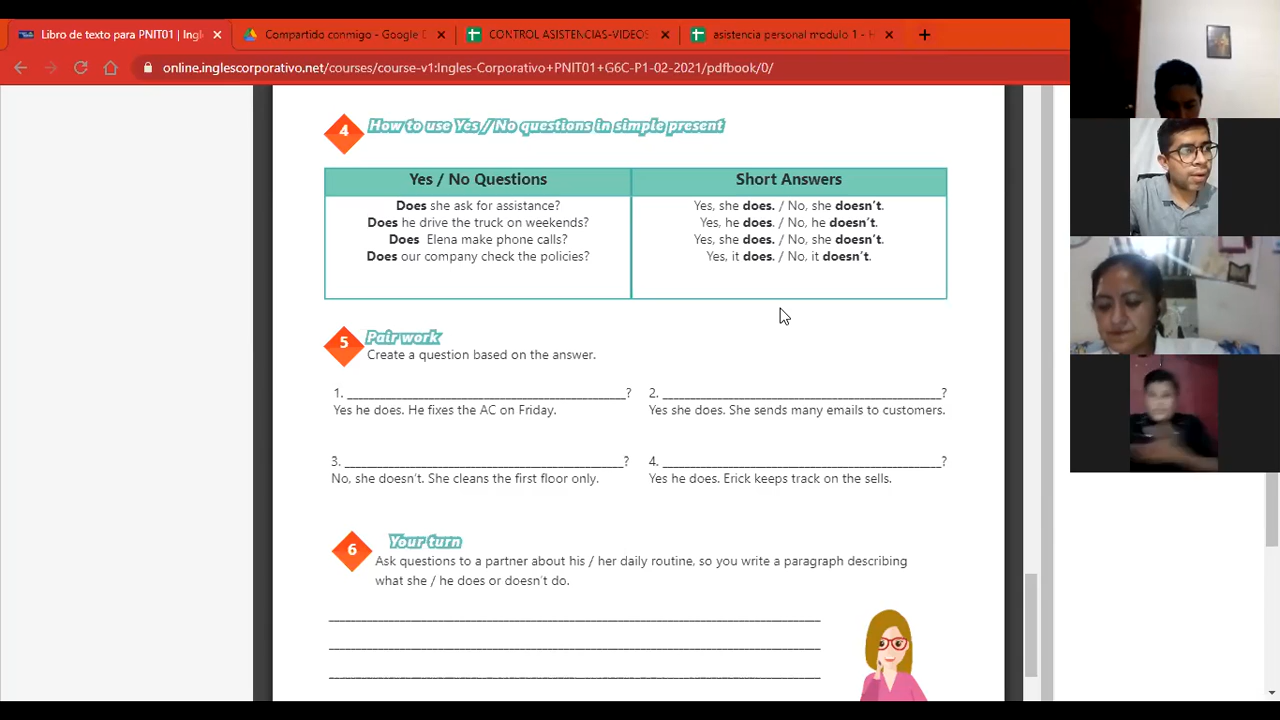 Libro de texto para PNIT01 | Ingl
Compartido conmigo - Google D
CONTROL ASISTENCIAS-VIDEOS
asistencia personal modulo 1 - H
online.inglescorporativo.net/courses/course-v1:Ingles-Corporativo+PNIT01+G6C-P1-02-2021/pdfbook/0/
4 How to use Yes / No questions in simple present
Yes / No Questions
Short Answers
Does she ask for assistance?
Yes, she does. / No, she doesn't.
Does he drive the truck on weekends?
Yes, he does. / No, he doesn't.
Does Elena make phone calls?
Yes, she does. / No, she doesn't.
Does our company check the policies?
Yes, it does. / No, it doesn't.
5 Pair work
Create a question based on the answer.
1. ______________________________________?
2. ______________________________________?
Yes he does. He fixes the AC on Friday.
Yes she does. She sends many emails to customers.
3. ______________________________________?
4. ______________________________________?
No, she doesn't. She cleans the first floor only.
Yes he does. Erick keeps track on the sells.
6 Your turn
Ask questions to a partner about his / her daily routine, so you write a paragraph describing
what she / he does or doesn´t do.